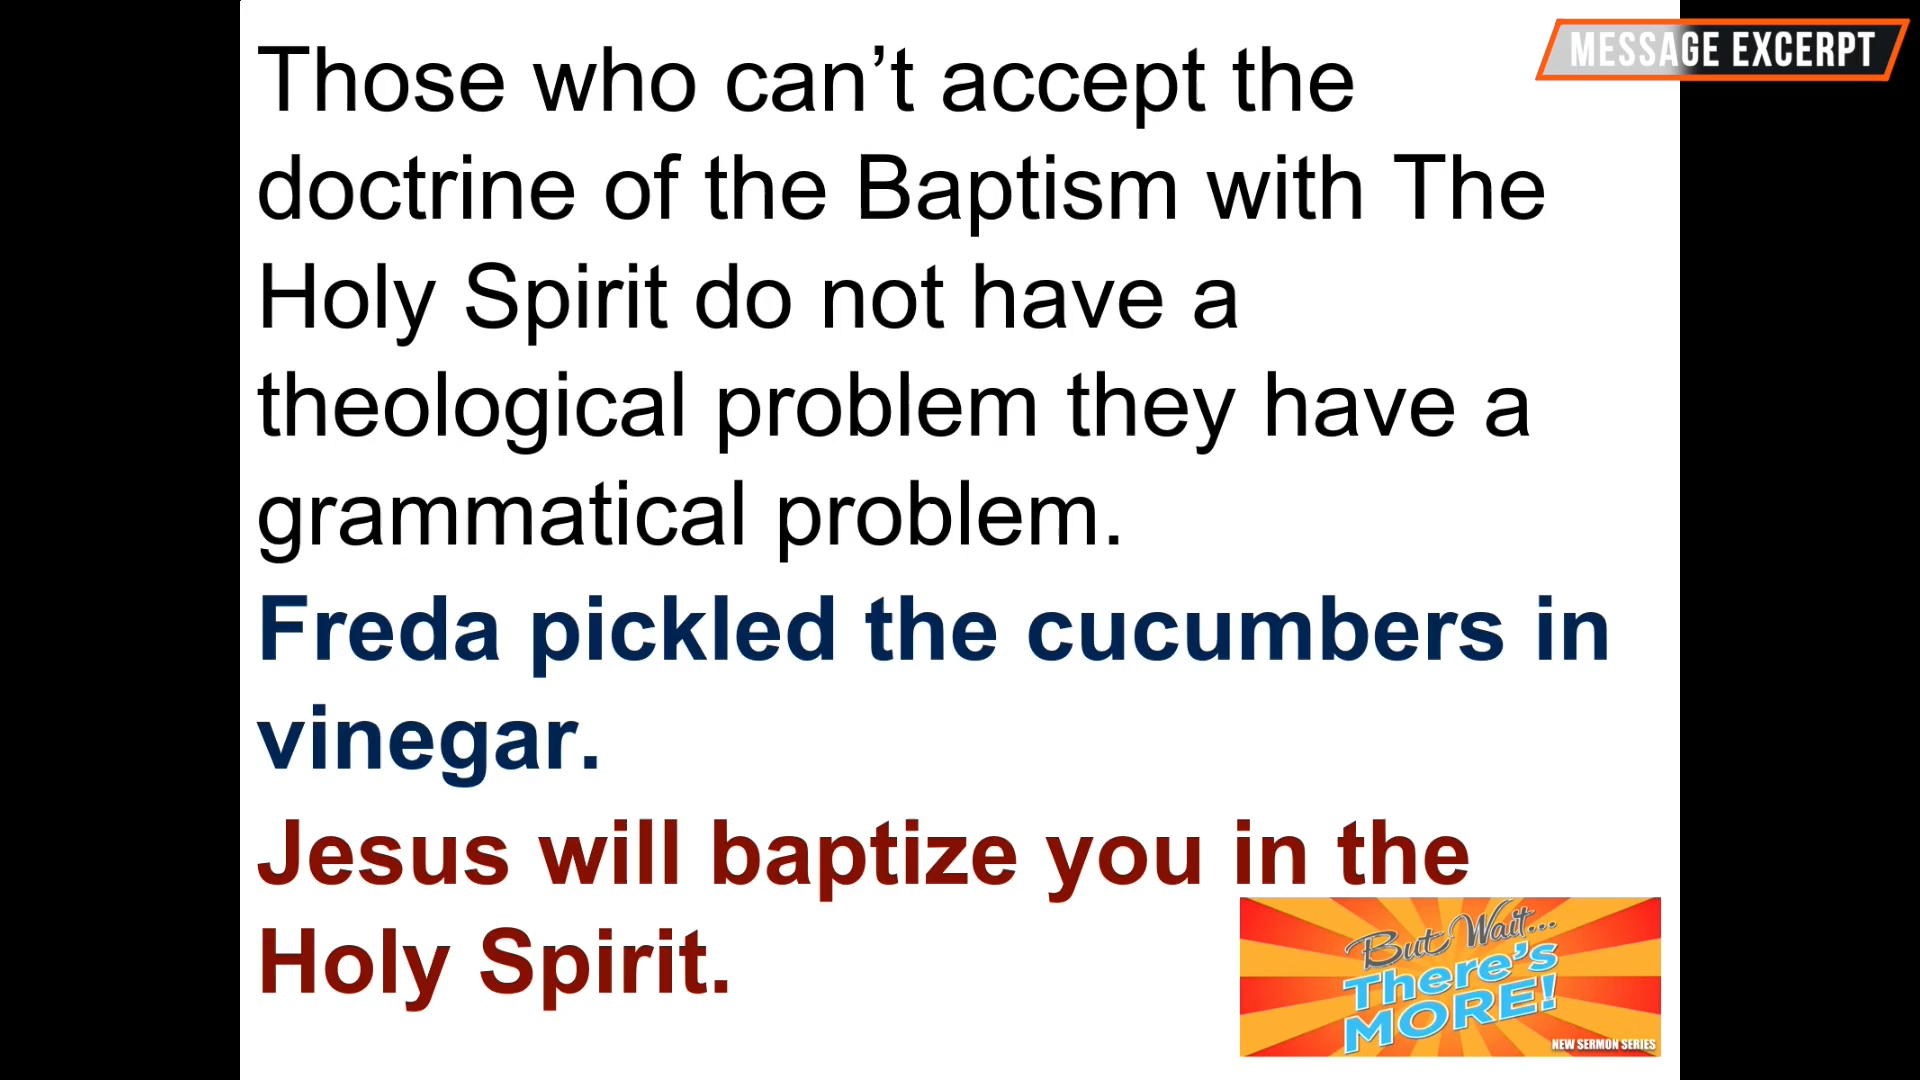 MESSAGE EXCERPT
Those who can’t accept the
doctrine of the Baptism with The
Holy Spirit do not have a
theological problem they have a
grammatical problem.
Freda pickled the cucumbers in
vinegar.
Jesus will baptize you in the
Holy Spirit.
But Wait...
There's
MORE!
NEW SERMON SERIES